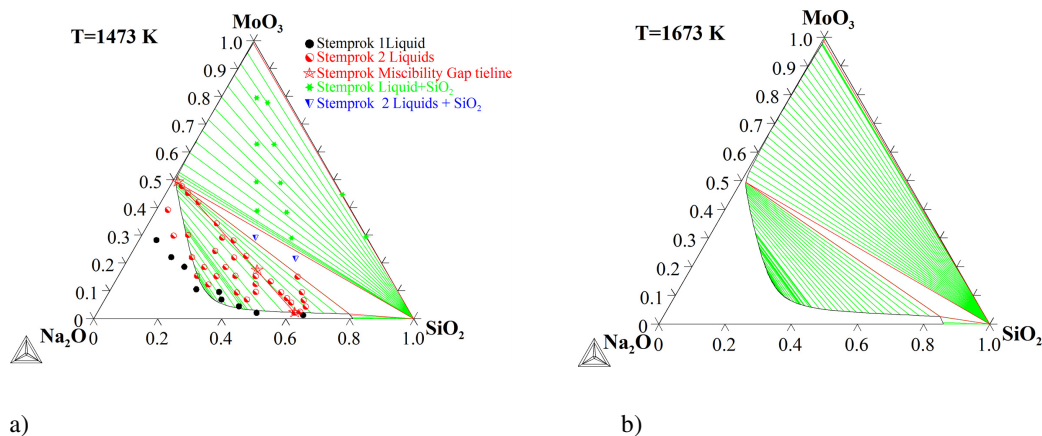 MoO₃
T=1473 K
1.0
0.9
0.8
0.7
0.6
0.5
0.4
0.3
0.2
0.1
0
Stemprok 1Liquid
Stemprok 2 Liquids
Stemprok Miscibility Gap tieline
Stemprok Liquid+SiO₂
Stemprok 2 Liquids + SiO₂
Na₂O
SiO₂
0 0.2 0.4 0.6 0.8 1.0
a)
MoO₃
T=1673 K
1.0
0.9
0.8
0.7
0.6
0.5
0.4
0.3
0.2
0.1
0
Na₂O
SiO₂
0 0.2 0.4 0.6 0.8 1.0
b)